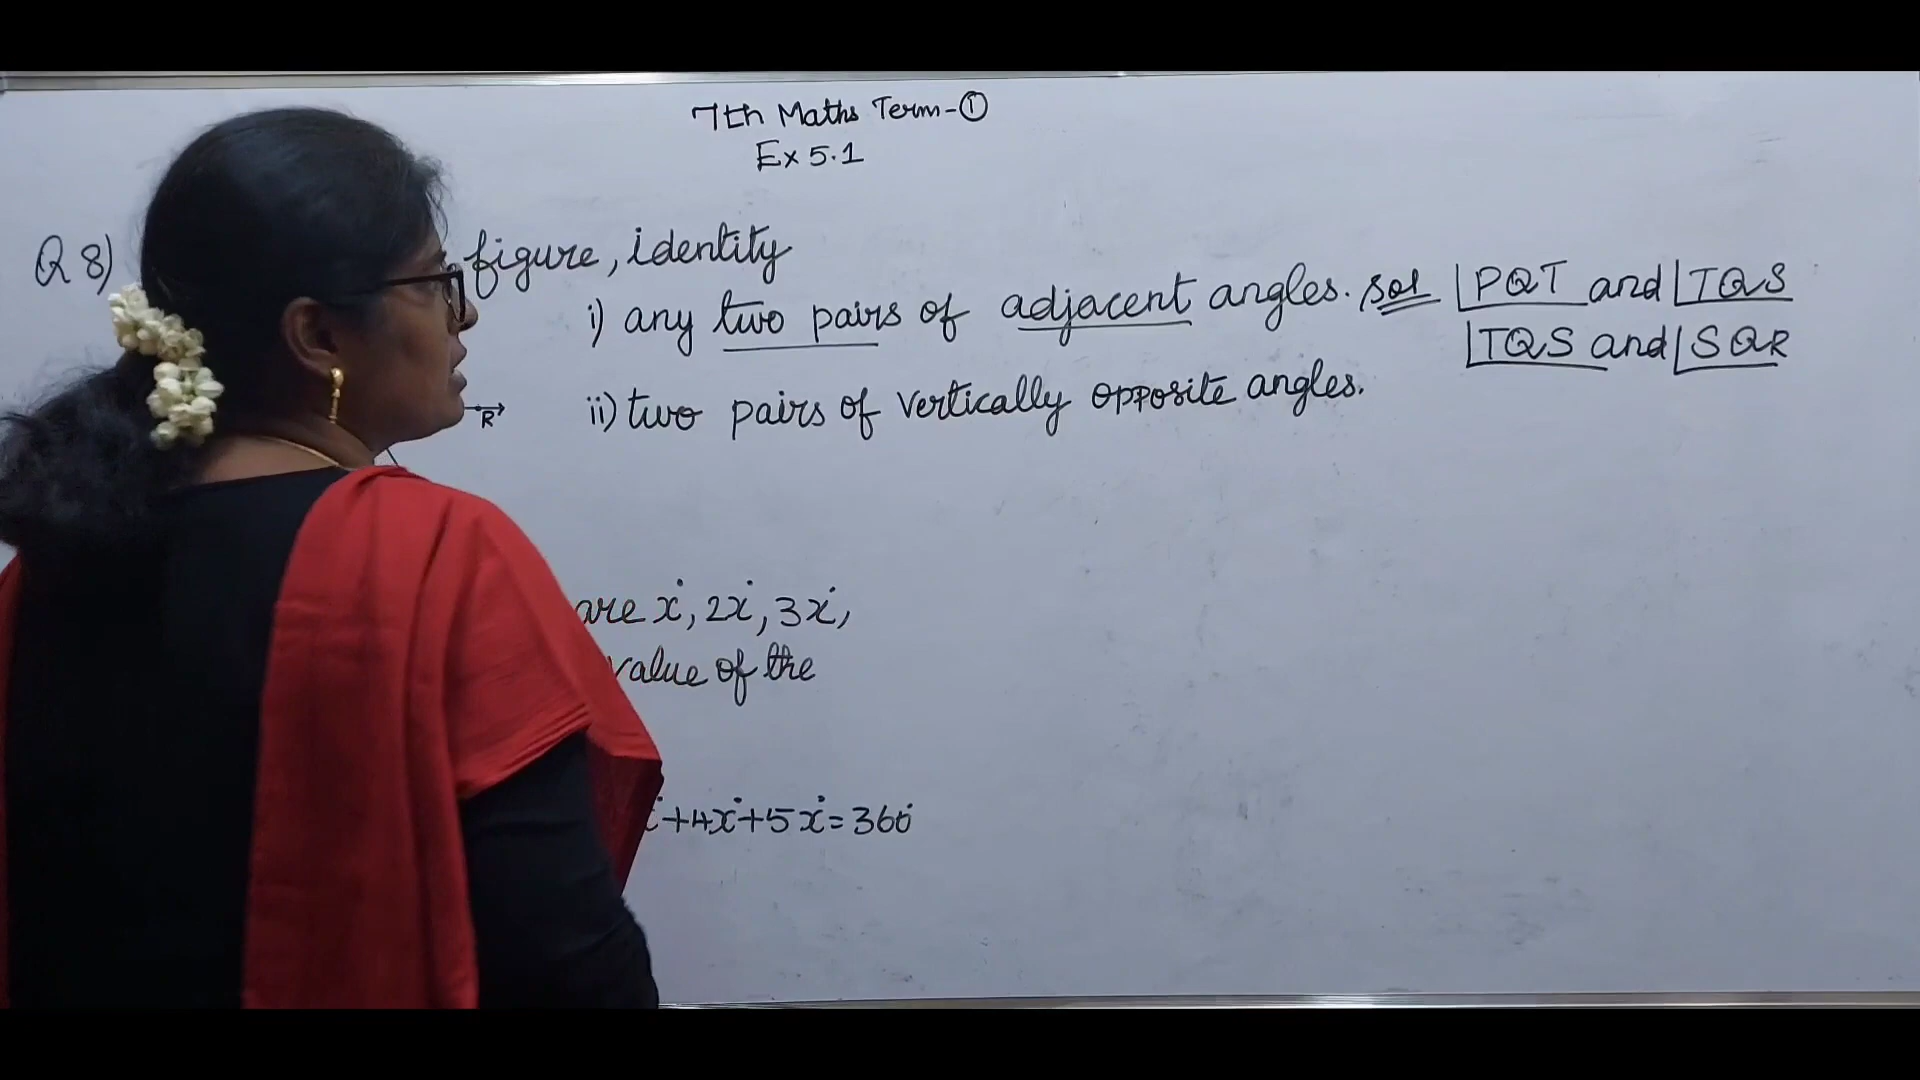 7th Maths Term-①
Ex 5.1
Q 8) figure, identity
i) any two pairs of adjacent angles. Sol ∠PQT and ∠TQS
∠TQS and ∠SQR
ii) two pairs of vertically opposite angles.
R
are x°, 2x°, 3x°,
value of the
+4x°+5x°=360°